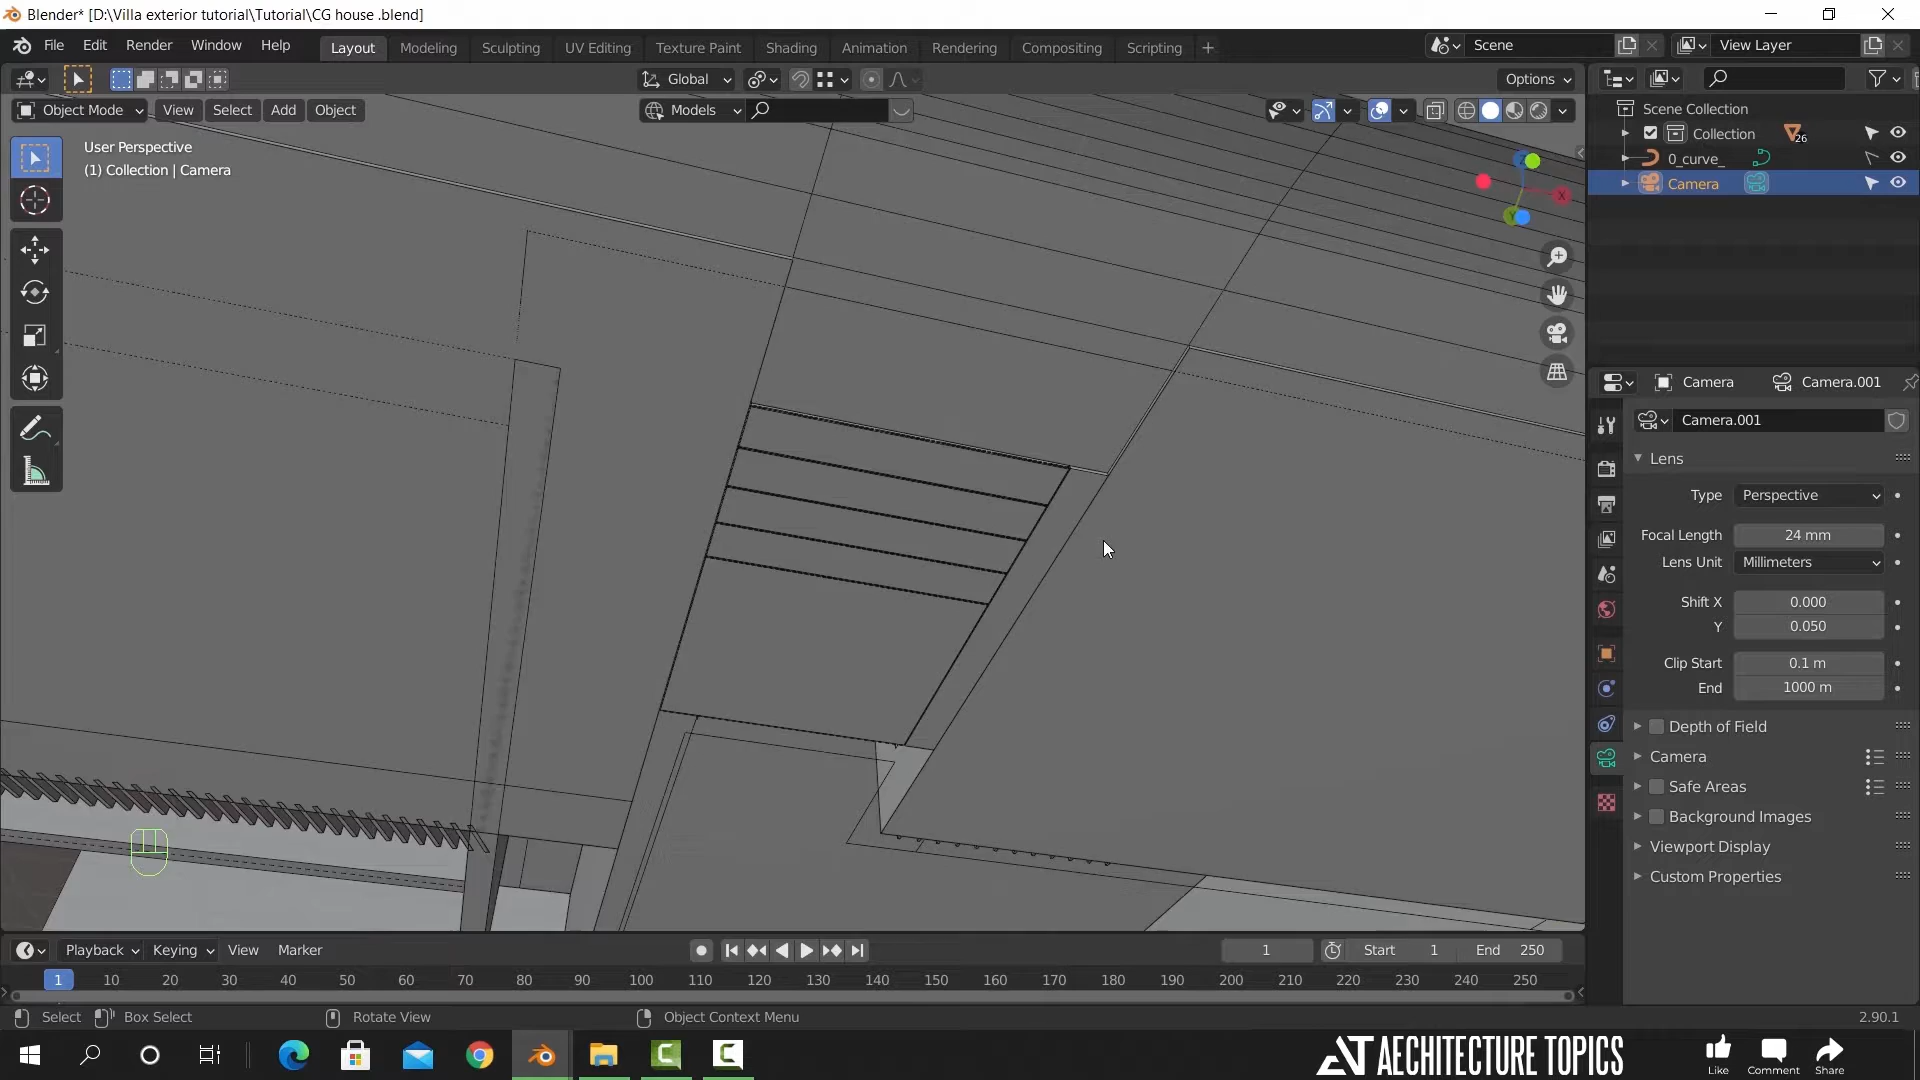 Blender* [D:\Villa exterior tutorial\Tutorial\CG house .blend]
File Edit Render Window Help Layout Modeling Sculpting UV Editing Texture Paint Shading Animation Rendering Compositing Scripting + Scene View Layer
Global Options
Object Mode View Select Add Object Models
User Perspective
(1) Collection | Camera
Scene Collection
Collection 26
0_curve_
Camera
X
Y
Z
Camera Camera.001
Camera.001
Lens
Type Perspective
Focal Length 24 mm
Lens Unit Millimeters
Shift X 0.000
Y 0.050
Clip Start 0.1 m
End 1000 m
Depth of Field
Camera
Safe Areas
Background Images
Viewport Display
Custom Properties
Playback Keying View Marker 1 Start 1 End 250
1 10 20 30 40 50 60 70 80 90 100 110 120 130 140 150 160 170 180 190 200 210 220 230 240 250
Select Box Select Rotate View Object Context Menu 2.90.1
AT AECHITECTURE TOPICS
Like Comment Share